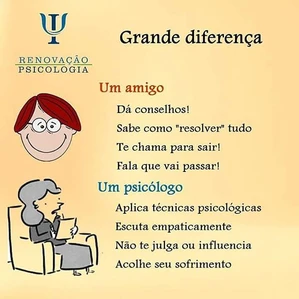 Ψ
RENOVAÇÃO
PSICOLOGIA
Grande diferença
Um amigo
Dá conselhos!
Sabe como "resolver" tudo
Te chama para sair!
Fala que vai passar!
Um psicólogo
Aplica técnicas psicológicas
Escuta empaticamente
Não te julga ou influencia
Acolhe seu sofrimento